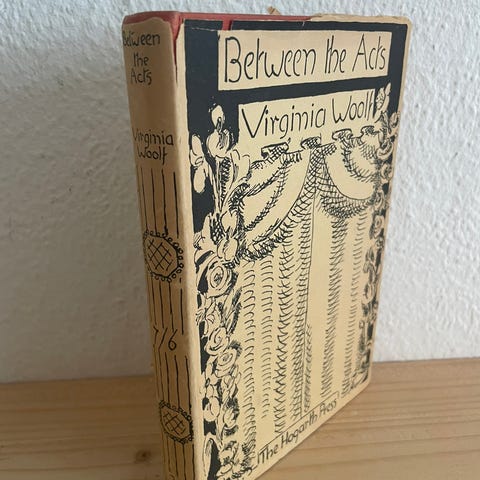 Between
the
Acts
Virginia
Woolf
7/6
Between the Acts
Virginia Woolf
The Hogarth Press